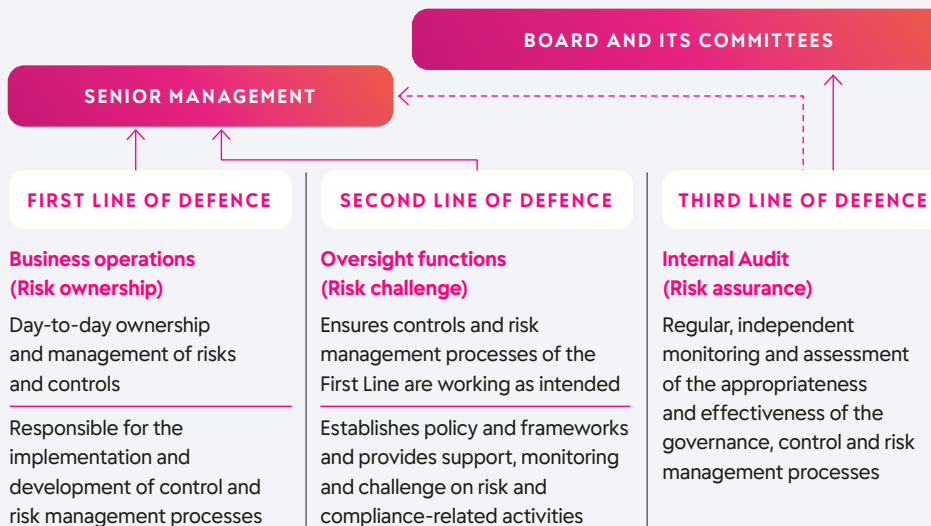 BOARD AND ITS COMMITTEES
SENIOR MANAGEMENT
FIRST LINE OF DEFENCE
Business operations
(Risk ownership)
Day-to-day ownership
and management of risks
and controls
Responsible for the
implementation and
development of control and
risk management processes
SECOND LINE OF DEFENCE
Oversight functions
(Risk challenge)
Ensures controls and risk
management processes of the
First Line are working as intended
Establishes policy and frameworks
and provides support, monitoring
and challenge on risk and
compliance-related activities
THIRD LINE OF DEFENCE
Internal Audit
(Risk assurance)
Regular, independent
monitoring and assessment
of the appropriateness
and effectiveness of the
governance, control and risk
management processes